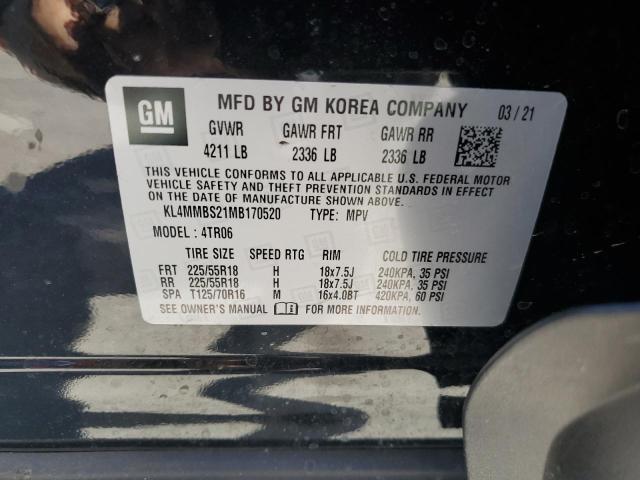 GM
MFD BY GM KOREA COMPANY 03/21
GVWR GAWR FRT GAWR RR
4211 LB 2336 LB 2336 LB
THIS VEHICLE CONFORMS TO ALL APPLICABLE U.S. FEDERAL MOTOR
VEHICLE SAFETY AND THEFT PREVENTION STANDARDS IN EFFECT
ON THE DATE OF MANUFACTURE SHOWN ABOVE.
KL4MMBS21MB170520 TYPE: MPV
MODEL: 4TR06
TIRE SIZE SPEED RTG RIM COLD TIRE PRESSURE
FRT 225/55R18 H 18x7.5J 240KPA, 35 PSI
RR 225/55R18 H 18x7.5J 240KPA, 35 PSI
SPA T125/70R16 M 16x4.0BT 420KPA, 60 PSI
SEE OWNER'S MANUAL FOR MORE INFORMATION.